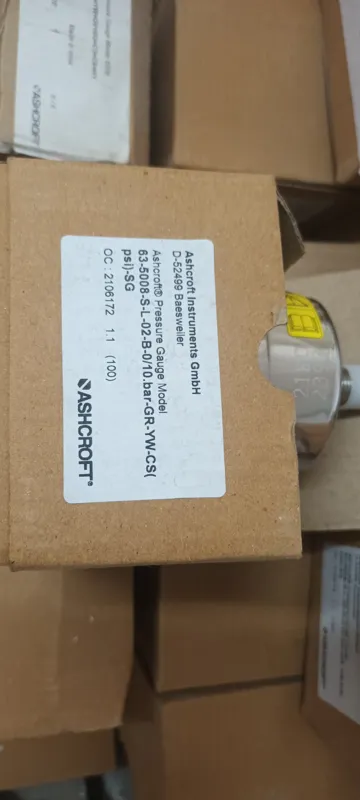 Ashcroft Instruments GmbH
D-52499 Baesweiler
Ashcroft® Pressure Gauge Model
63-5008-S-L-02-B-0/10.bar-GR-YW-CS(
psi)-SG
OC : 2106172 1.1 (100)
ASHCROFT®
ASHCROFT